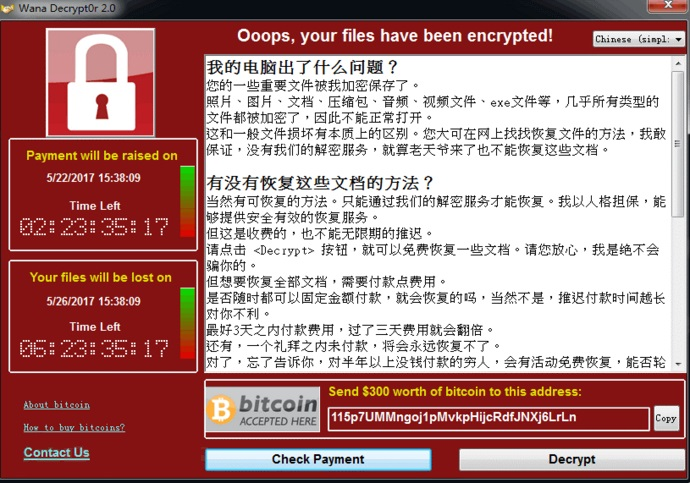 Wana Decrypt0r 2.0
Ooops, your files have been encrypted!
Chinese (simpl:
Payment will be raised on
5/22/2017 15:38:09
Time Left
02:23:35:17
Your files will be lost on
5/26/2017 15:38:09
Time Left
06:23:35:17
About bitcoin
How to buy bitcoins?
Contact Us
我的电脑出了什么问题？
您的一些重要文件被我加密保存了。
照片、图片、文档、压缩包、音频、视频文件、exe文件等，几乎所有类型的
文件都被加密了，因此不能正常打开。
这和一般文件损坏有本质上的区别。您大可在网上找找恢复文件的方法，我敢
保证，没有我们的解密服务，就算老天爷来了也不能恢复这些文档。
有没有恢复这些文档的方法？
当然有可恢复的方法。只能通过我们的解密服务才能恢复。我以人格担保，能
够提供安全有效的恢复服务。
但这是收费的，也不能无限期的推迟。
请点击 <Decrypt> 按钮，就可以免费恢复一些文档。请您放心，我是绝不会
骗你的。
但想要恢复全部文档，需要付款点费用。
是否随时都可以固定金额付款，就会恢复的吗，当然不是，推迟付款时间越长
对你不利。
最好3天之内付款费用，过了三天费用就会翻倍。
还有，一个礼拜之内未付款，将会永远恢复不了。
对了，忘了告诉你，对半年以上没钱付款的穷人，会有活动免费恢复，能否轮
bitcoin
ACCEPTED HERE
Send $300 worth of bitcoin to this address:
115p7UMMngoj1pMvkpHijcRdfJNXj6LrLn
Copy
Check Payment
Decrypt